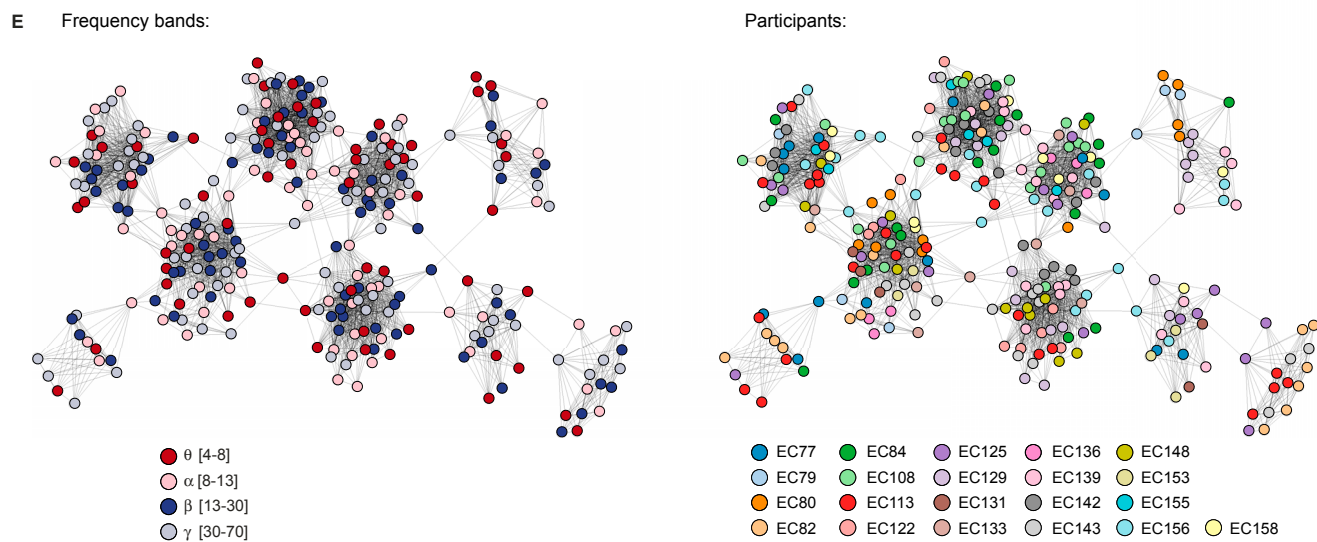 E Frequency bands: Participants:
θ [4-8]
α [8-13]
β [13-30]
γ [30-70]
EC77 EC84 EC125 EC136 EC148
EC79 EC108 EC129 EC139 EC153
EC80 EC113 EC131 EC142 EC155
EC82 EC122 EC133 EC143 EC156 EC158